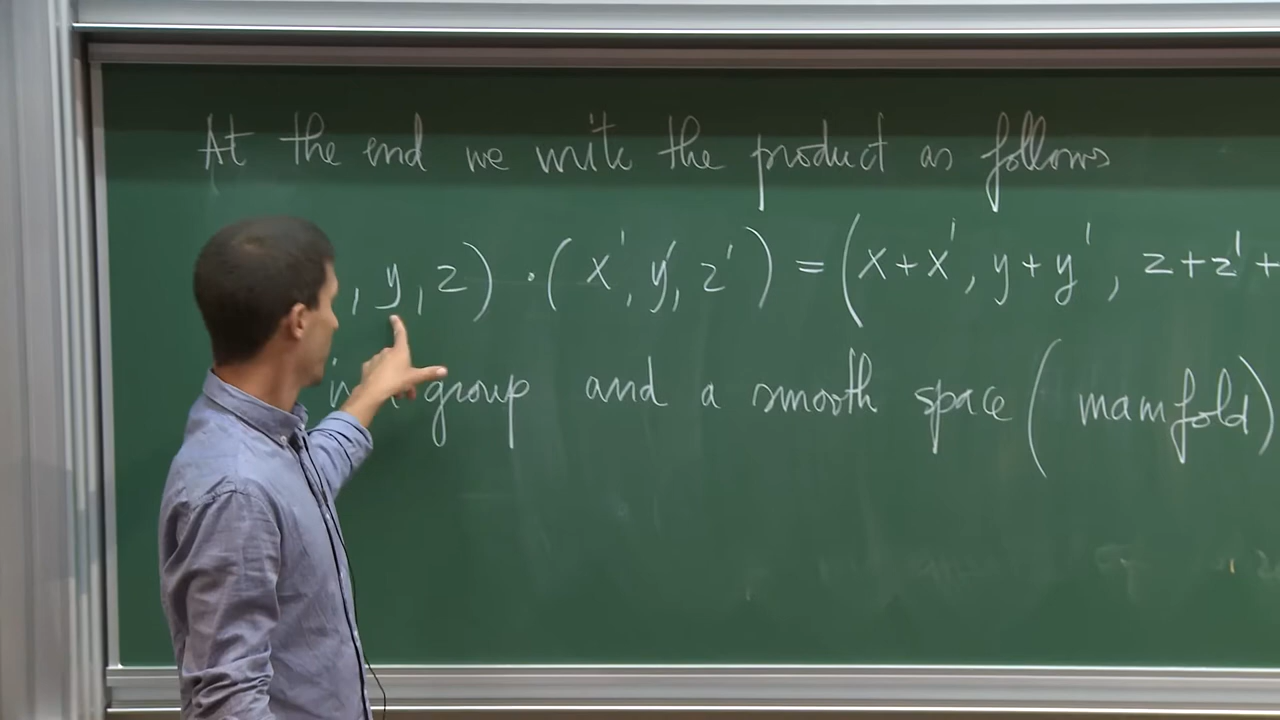 At the end we write the product as follows
, y, z) · (x', y', z') = (x+x', y+y', z+z'+
group and a smooth space (manifold)